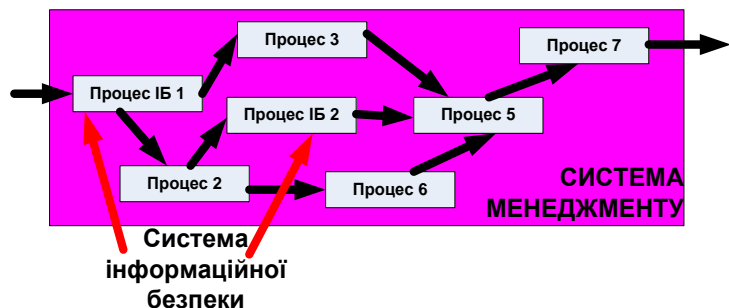 Процес 3
Процес 7
Процес ІБ 1
Процес ІБ 2
Процес 5
Процес 2
Процес 6
СИСТЕМА
МЕНЕДЖМЕНТУ
Система
інформаційної
безпеки